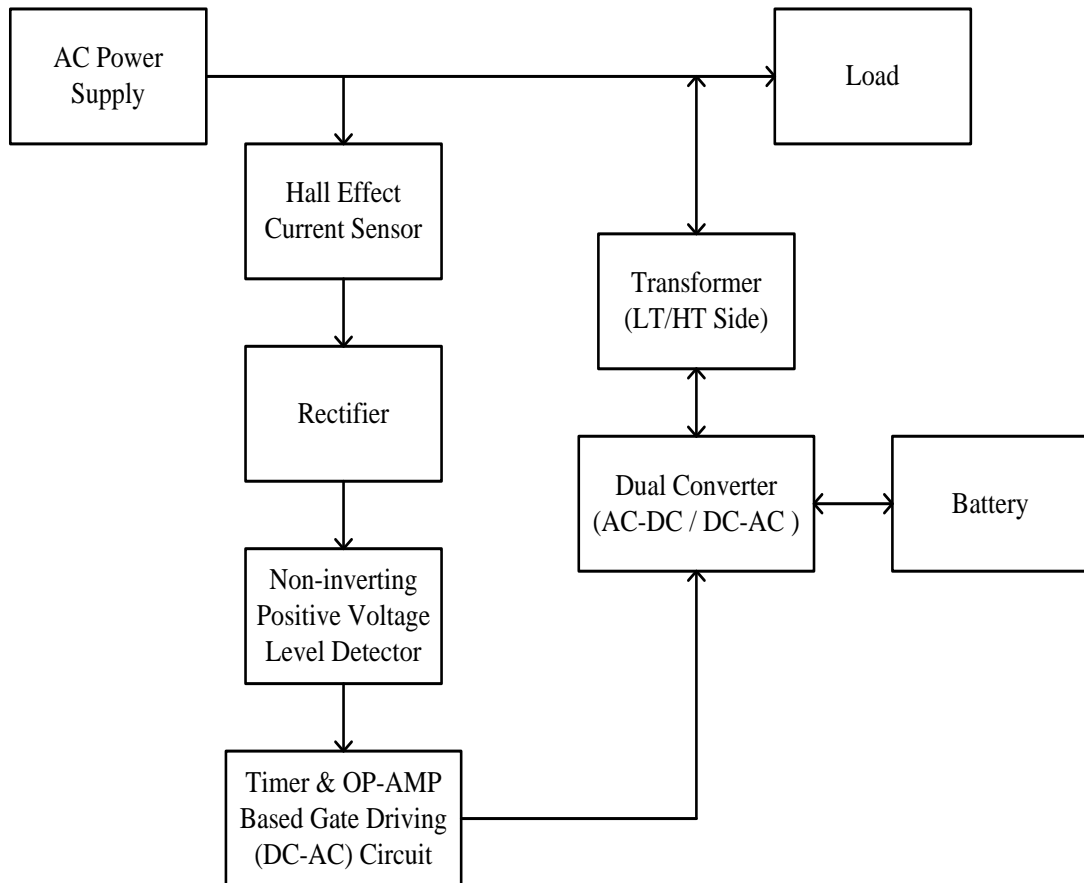 AC Power
Supply
Load
Hall Effect
Current Sensor
Transformer
(LT/HT Side)
Rectifier
Dual Converter
(AC-DC / DC-AC )
Battery
Non-inverting
Positive Voltage
Level Detector
Timer & OP-AMP
Based Gate Driving
(DC-AC) Circuit